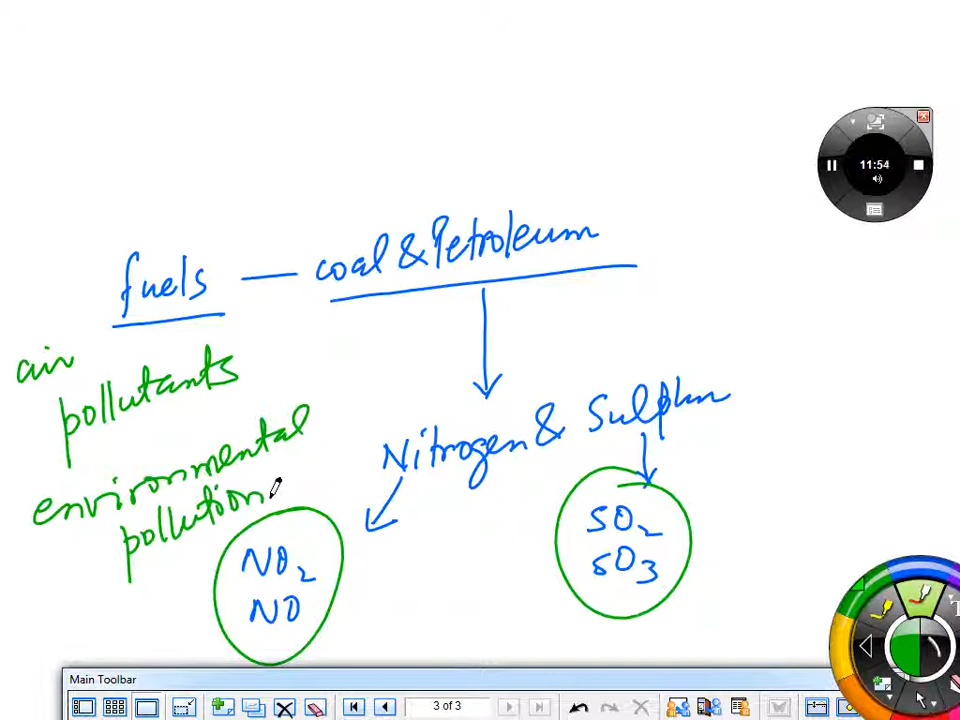 11:54
fuels — coal & Petroleum
air
pollutants
Nitrogen & Sulphur
environmental
pollution
NO2
NO
SO2
SO3
Main Toolbar
3 of 3